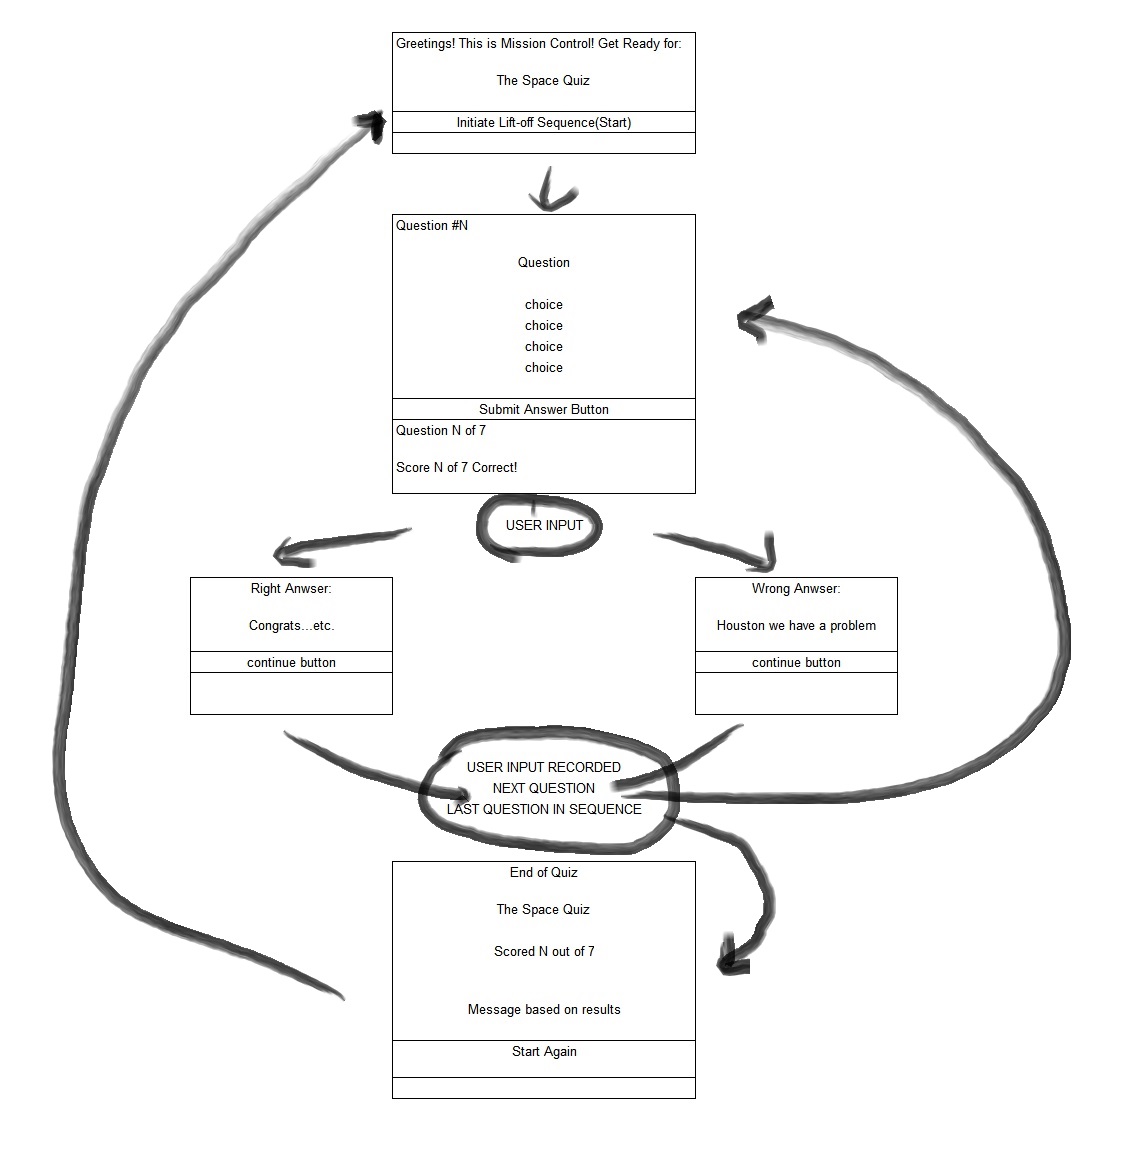 Greetings! This is Mission Control! Get Ready for:
The Space Quiz
Initiate Lift-off Sequence(Start)
Question #N
Question
choice
choice
choice
choice
Submit Answer Button
Question N of 7
Score N of 7 Correct!
USER INPUT
Right Anwser:
Congrats...etc.
continue button
Wrong Anwser:
Houston we have a problem
continue button
USER INPUT RECORDED
NEXT QUESTION
LAST QUESTION IN SEQUENCE
End of Quiz
The Space Quiz
Scored N out of 7
Message based on results
Start Again